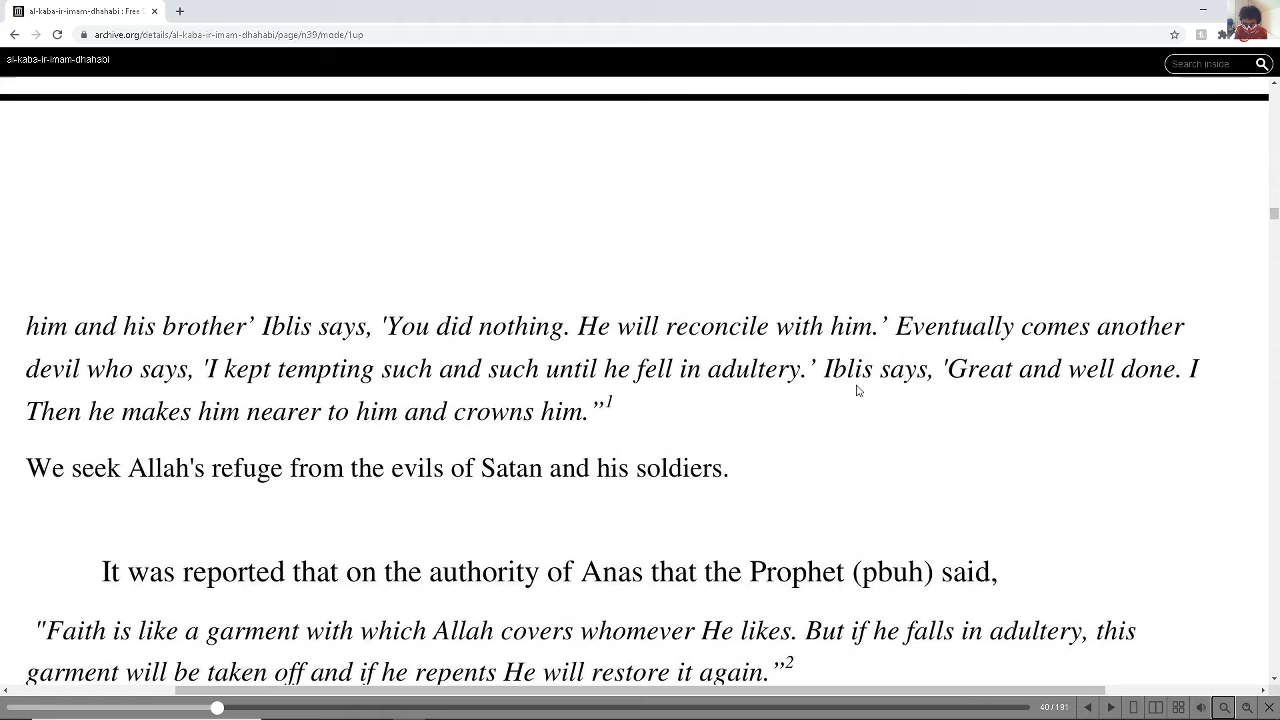 al-kaba-ir-imam-dhahabi : Free D
archive.org/details/al-kaba-ir-imam-dhahabi/page/n39/mode/1up
al-kaba-ir-imam-dhahabi
Search inside
him and his brother’ Iblis says, 'You did nothing. He will reconcile with him.’ Eventually comes another
devil who says, 'I kept tempting such and such until he fell in adultery.’ Iblis says, 'Great and well done. I
Then he makes him nearer to him and crowns him.”1
We seek Allah's refuge from the evils of Satan and his soldiers.
It was reported that on the authority of Anas that the Prophet (pbuh) said,
"Faith is like a garment with which Allah covers whomever He likes. But if he falls in adultery, this
garment will be taken off and if he repents He will restore it again.”2
40 / 191